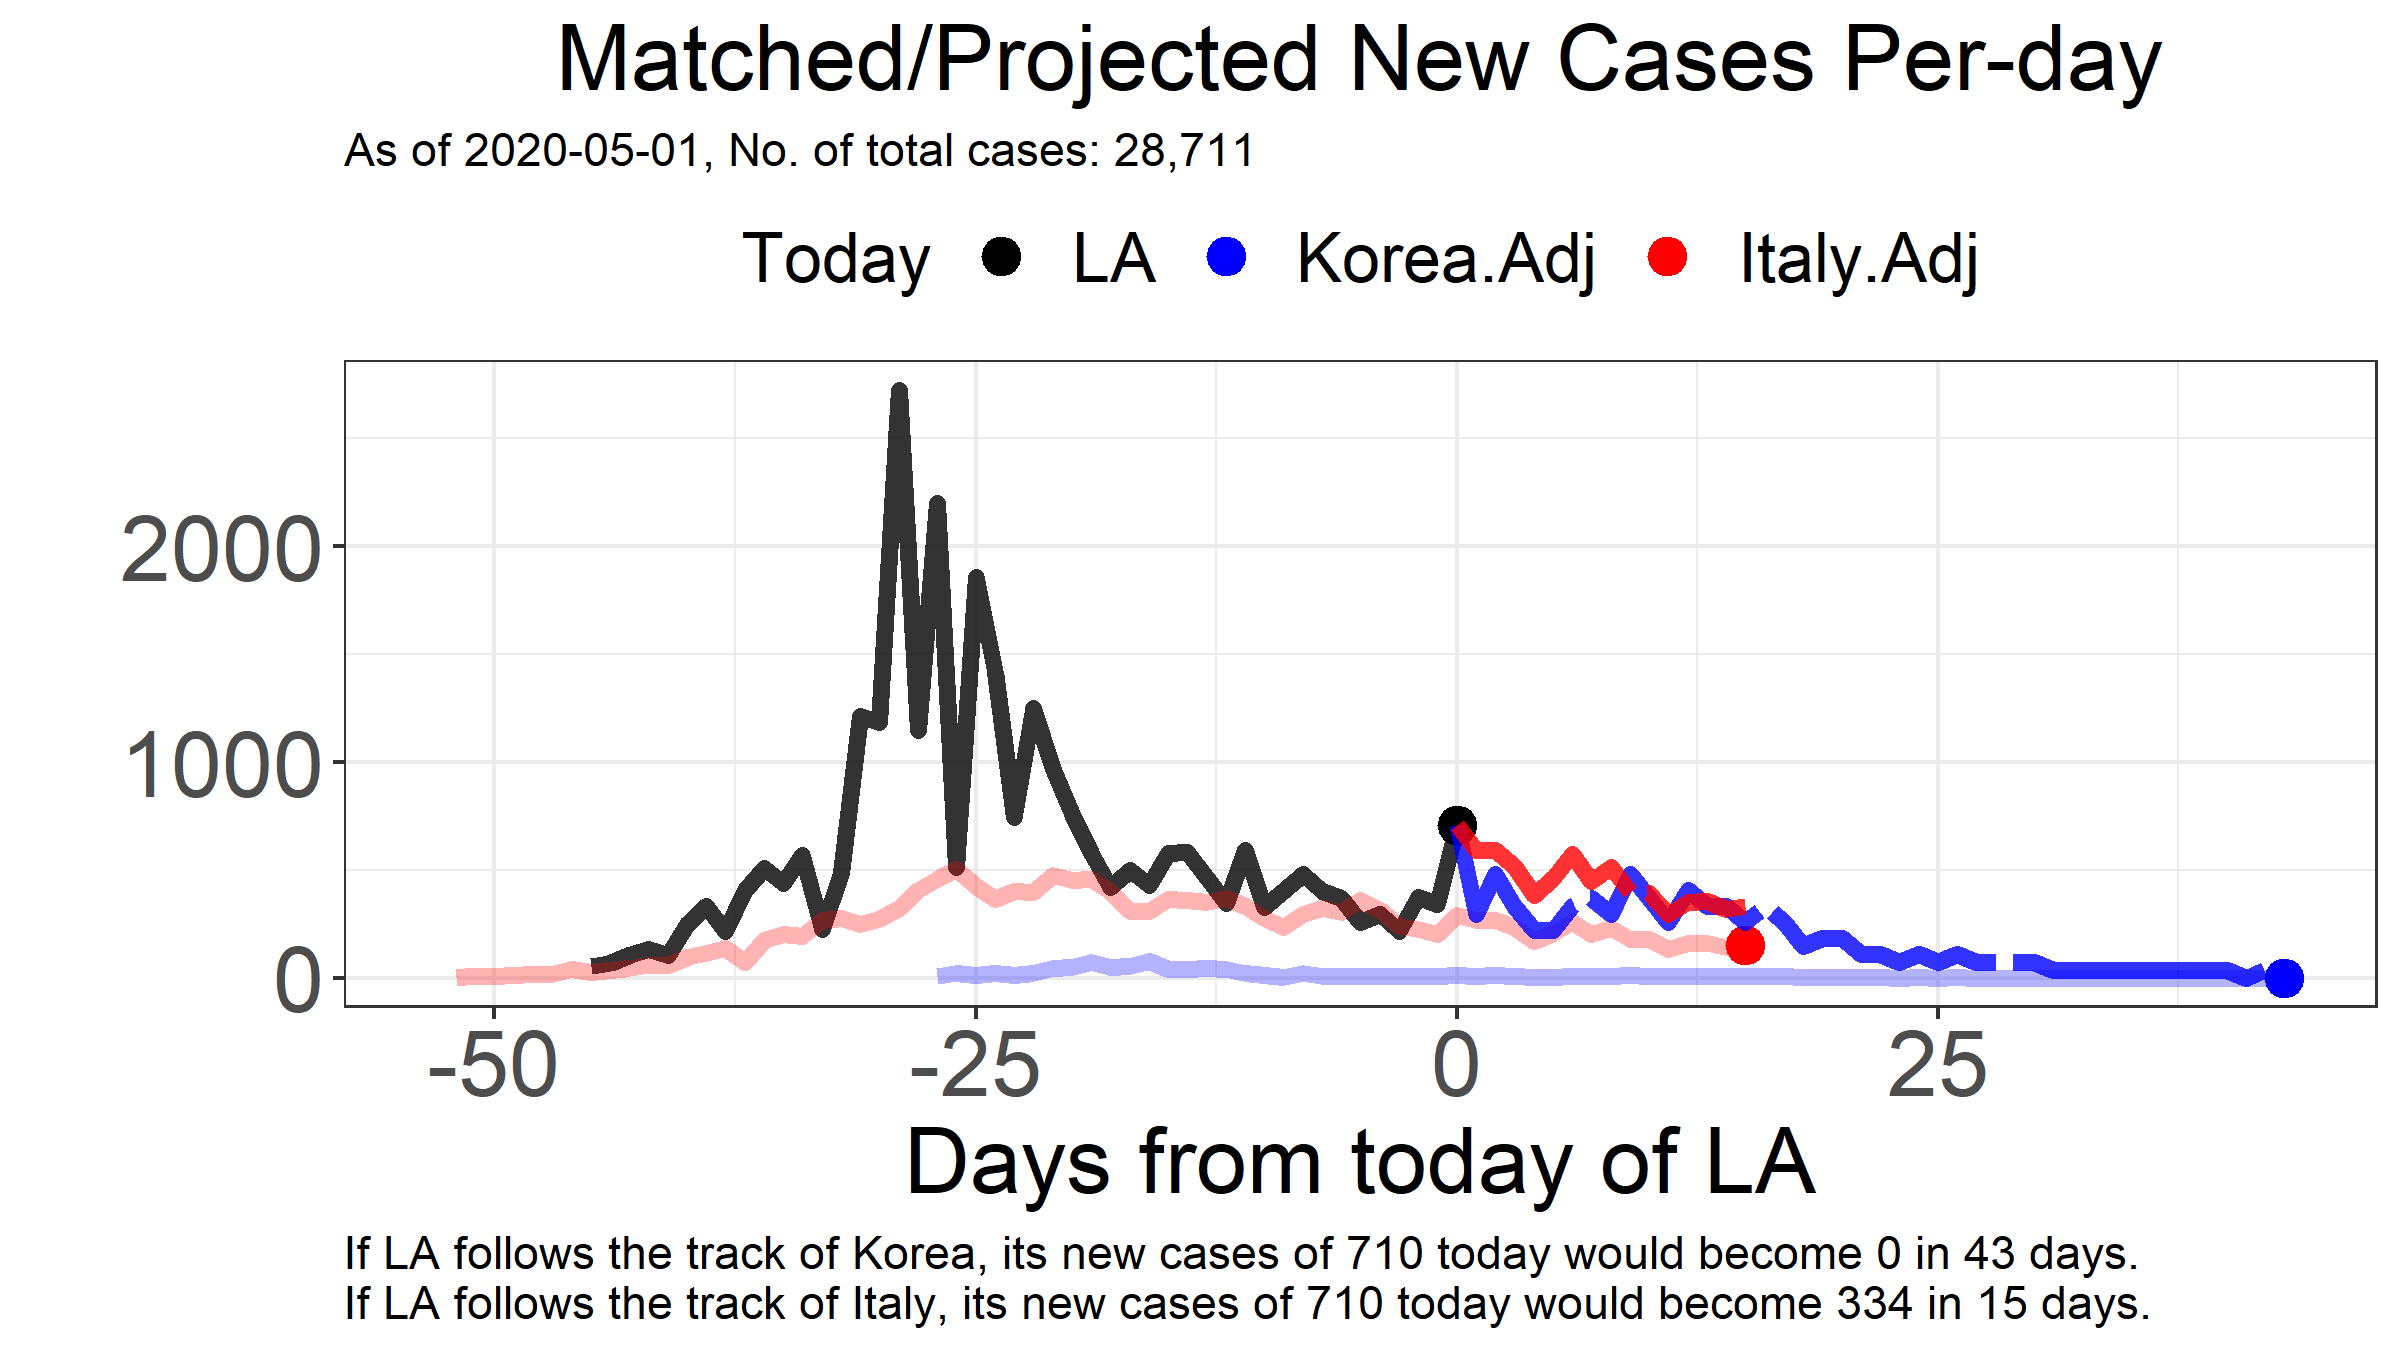 Matched/Projected New Cases Per-day
As of 2020-05-01, No. of total cases: 28,711
Today LA Korea.Adj Italy.Adj
2000
1000
0
-50 -25 0 25
Days from today of LA
If LA follows the track of Korea, its new cases of 710 today would become 0 in 43 days.
If LA follows the track of Italy, its new cases of 710 today would become 334 in 15 days.